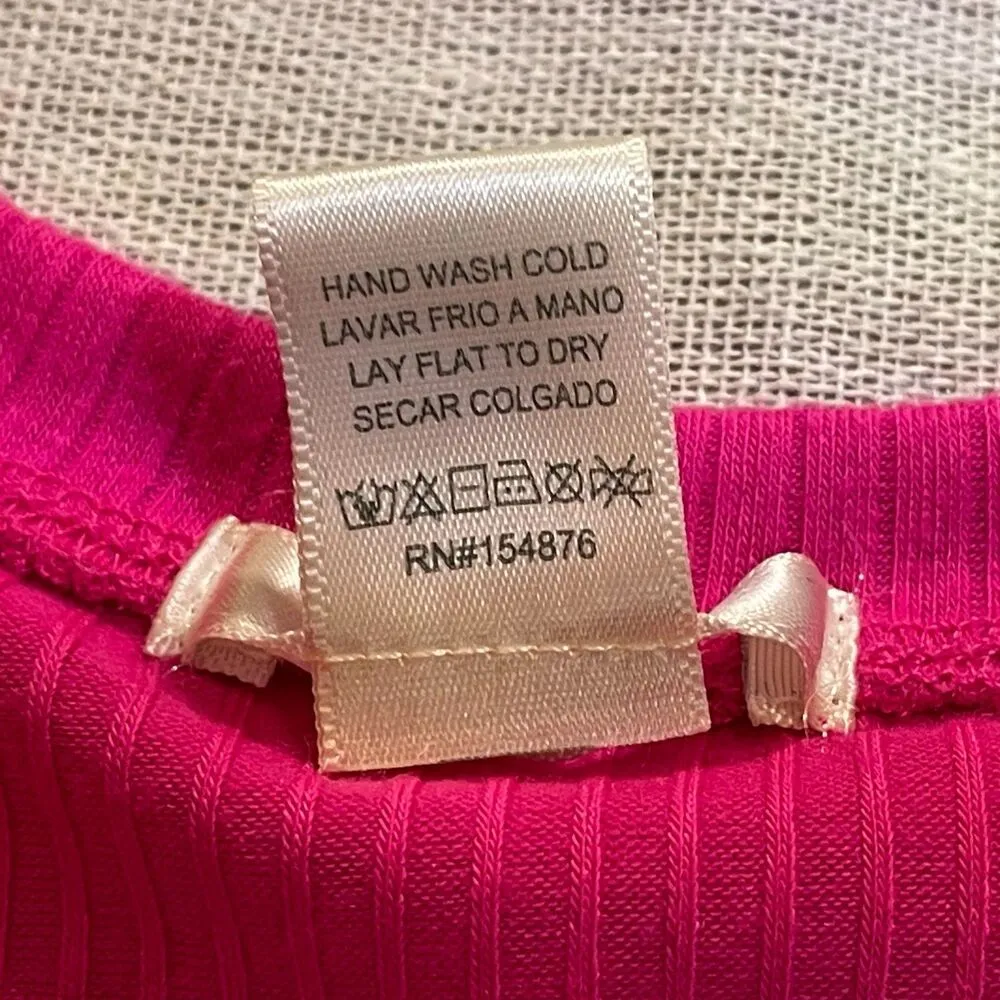 HAND WASH COLD
LAVAR FRIO A MANO
LAY FLAT TO DRY
SECAR COLGADO
RN#154876